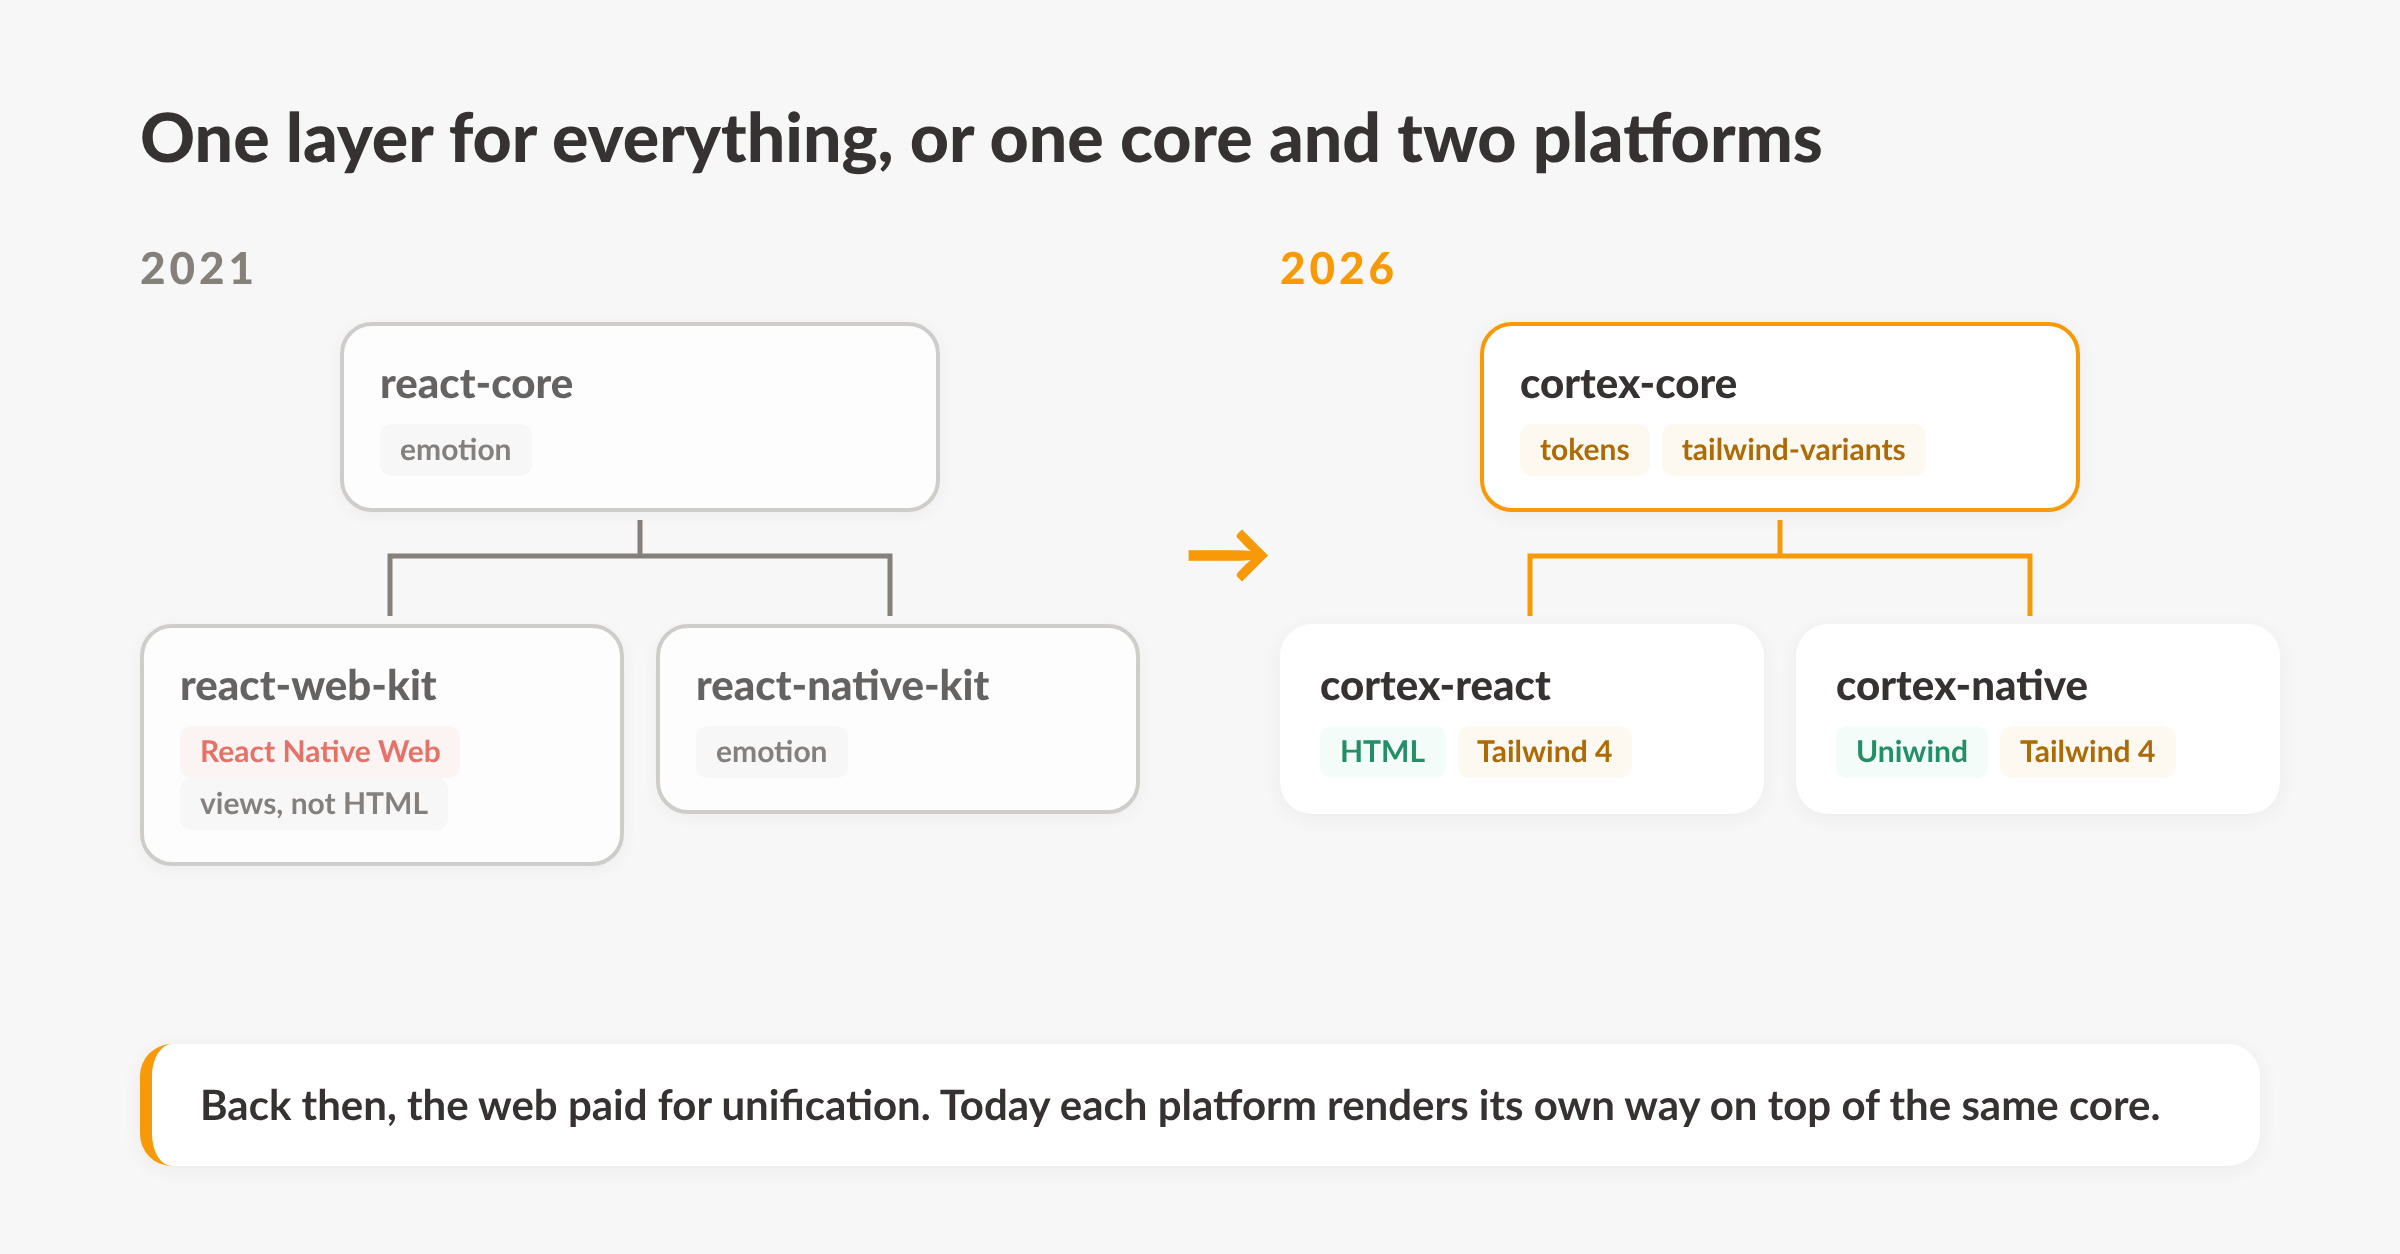 One layer for everything, or one core and two platforms
2021
react-core
emotion
react-web-kit
React Native Web
views, not HTML
react-native-kit
emotion
→
2026
cortex-core
tokens tailwind-variants
cortex-react
HTML Tailwind 4
cortex-native
Uniwind Tailwind 4
Back then, the web paid for unification. Today each platform renders its own way on top of the same core.